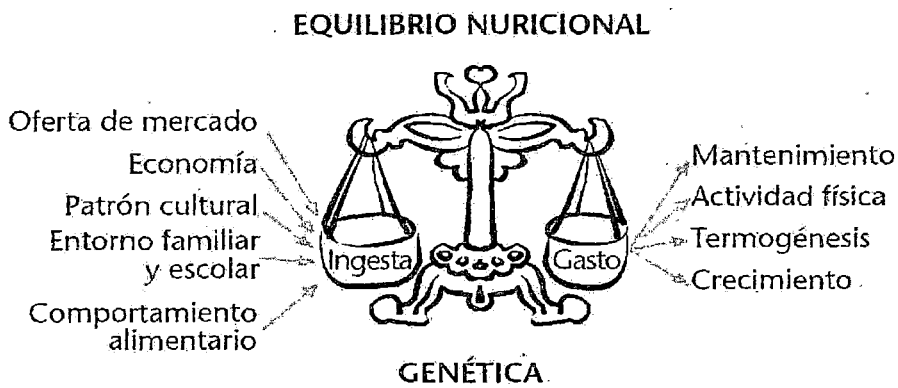 EQUILIBRIO NURICIONAL
Oferta de mercado
Economía
Patrón cultural
Entorno familiar
y escolar
Comportamiento
alimentario
Ingesta
Gasto
Mantenimiento
Actividad física
Termogénesis
Crecimiento
GENÉTICA